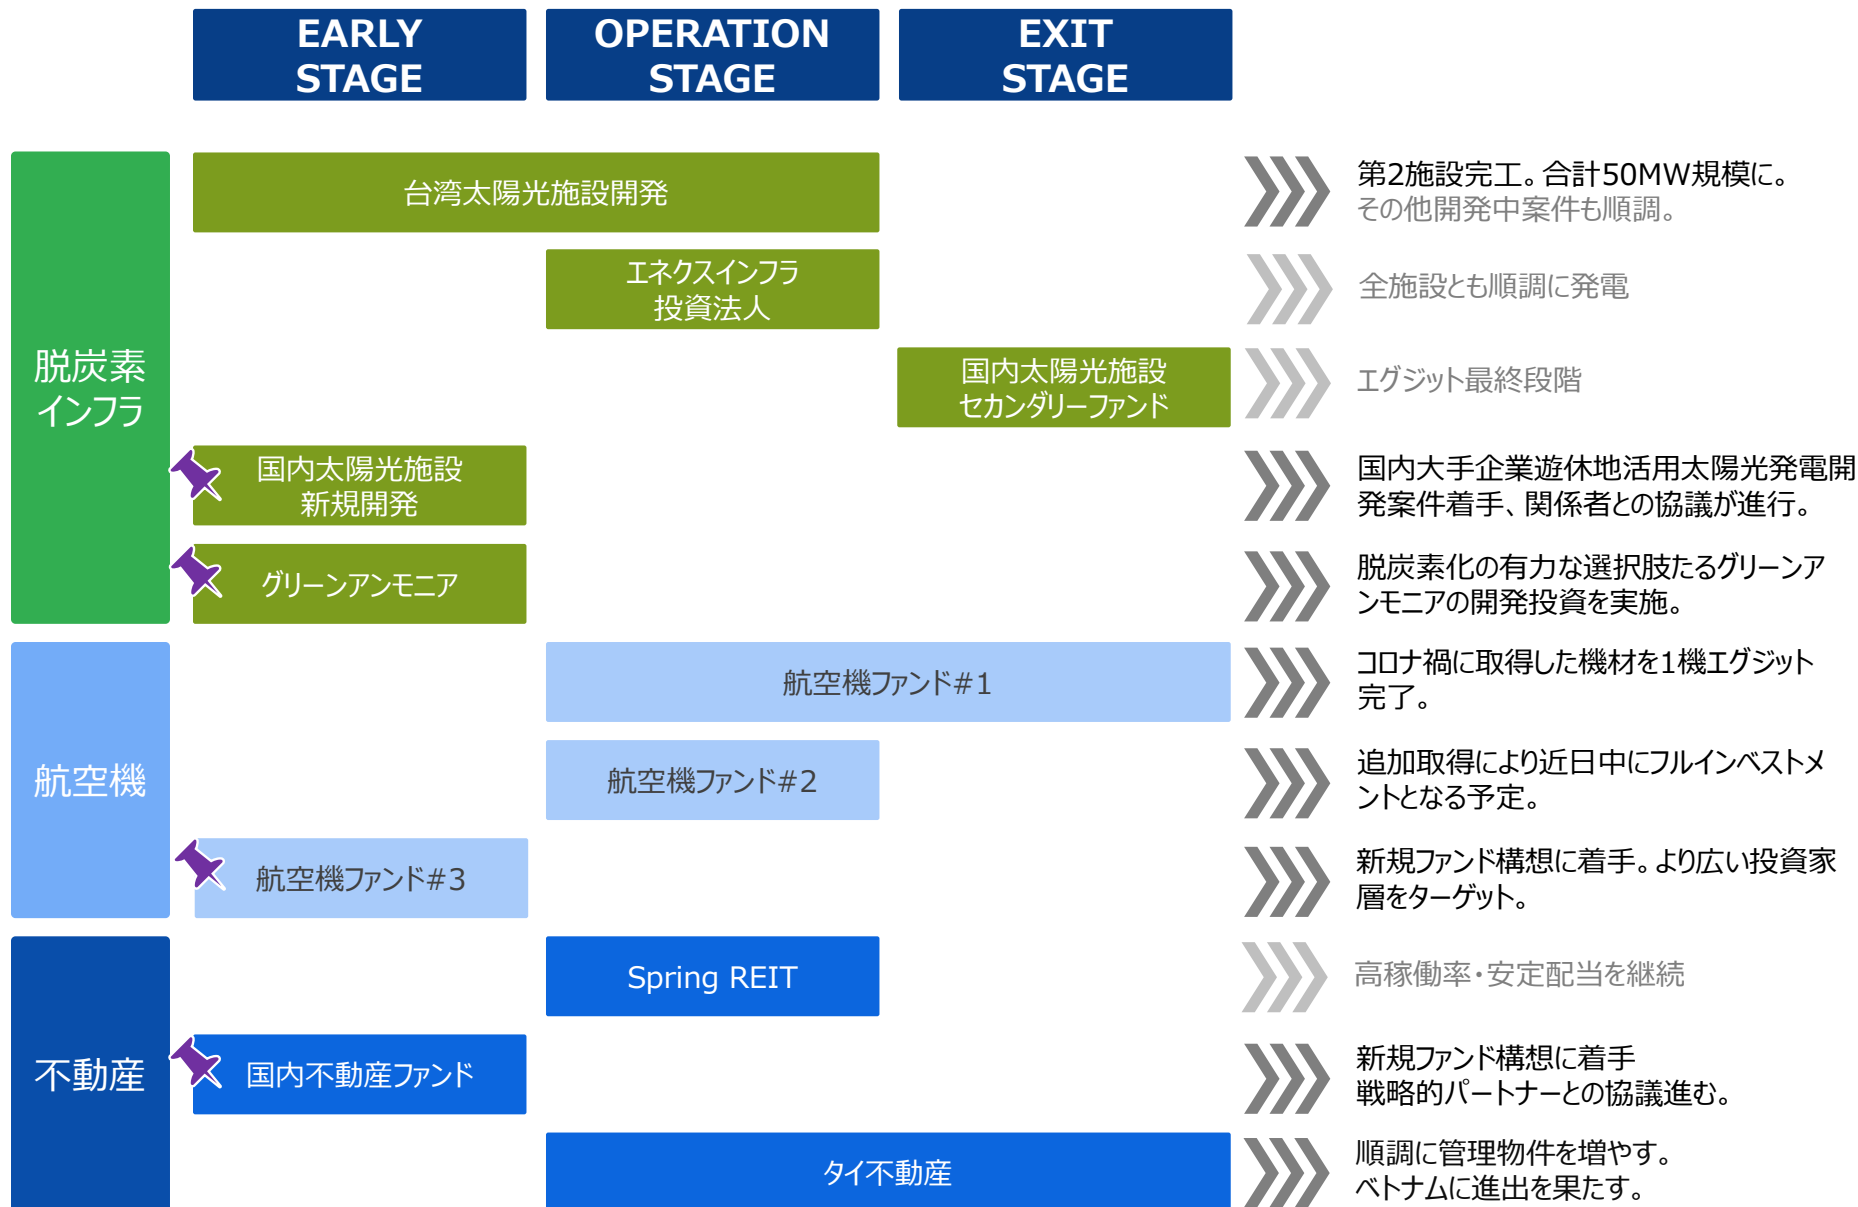 EARLY
STAGE
OPERATION
STAGE
EXIT
STAGE
脱炭素
インフラ
台湾太陽光施設開発
第2施設完工。合計50MW規模に。
その他開発中案件も順調。
エネクスインフラ
投資法人
全施設とも順調に発電
国内太陽光施設
セカンダリーファンド
エグジット最終段階
国内太陽光施設
新規開発
国内大手企業遊休地活用太陽光発電開
発案件着手、関係者との協議が進行。
グリーンアンモニア
脱炭素化の有力な選択肢たるグリーンア
ンモニアの開発投資を実施。
航空機
航空機ファンド#1
コロナ禍に取得した機材を1機エグジット
完了。
航空機ファンド#2
追加取得により近日中にフルインベストメ
ントとなる予定。
航空機ファンド#3
新規ファンド構想に着手。より広い投資家
層をターゲット。
不動産
Spring REIT
高稼働率・安定配当を継続
国内不動産ファンド
新規ファンド構想に着手
戦略的パートナーとの協議進む。
タイ不動産
順調に管理物件を増やす。
ベトナムに進出を果たす。